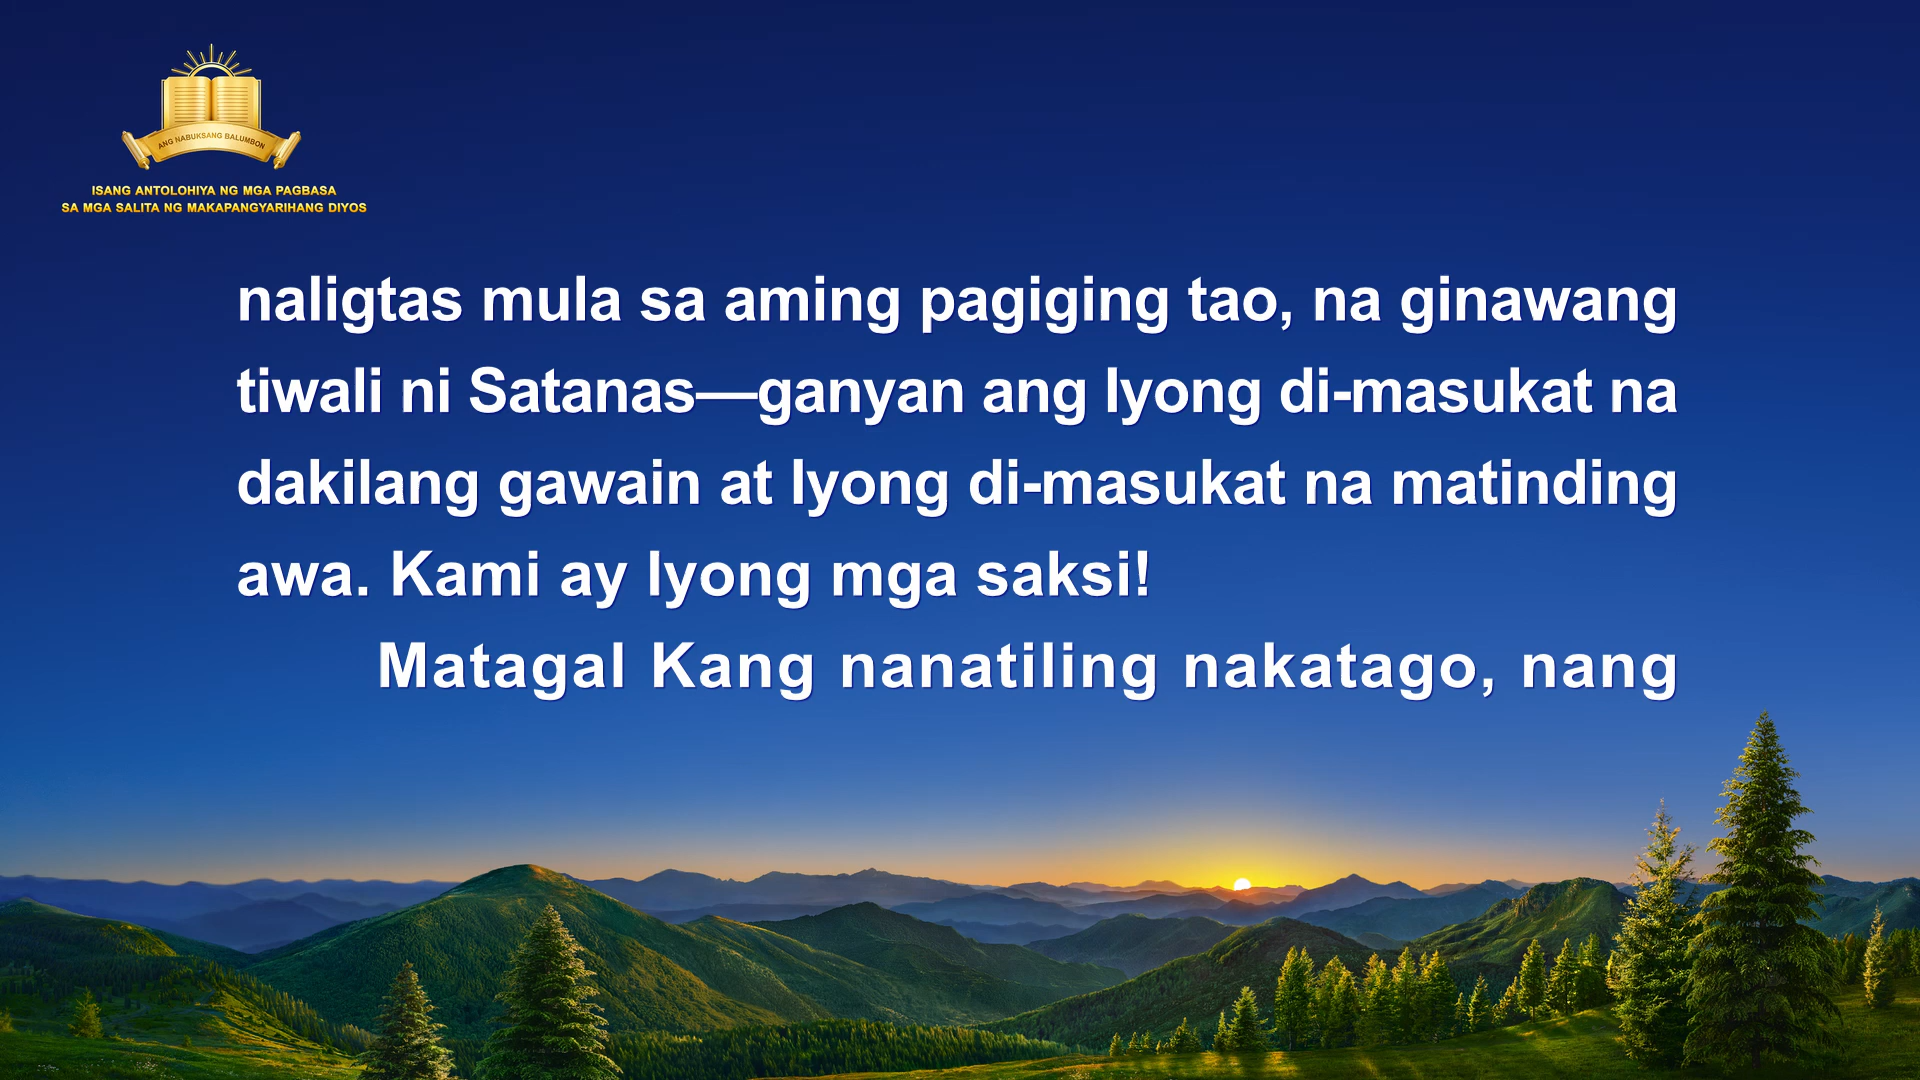 ANG NABUKSANG BALUMBON
ISANG ANTOLOHIYA NG MGA PAGBASA
SA MGA SALITA NG MAKAPANGYARIHANG DIYOS
naligtas mula sa aming pagiging tao, na ginawang
tiwali ni Satanas—ganyan ang Iyong di-masukat na
dakilang gawain at Iyong di-masukat na matinding
awa. Kami ay Iyong mga saksi!
Matagal Kang nanatiling nakatago, nang